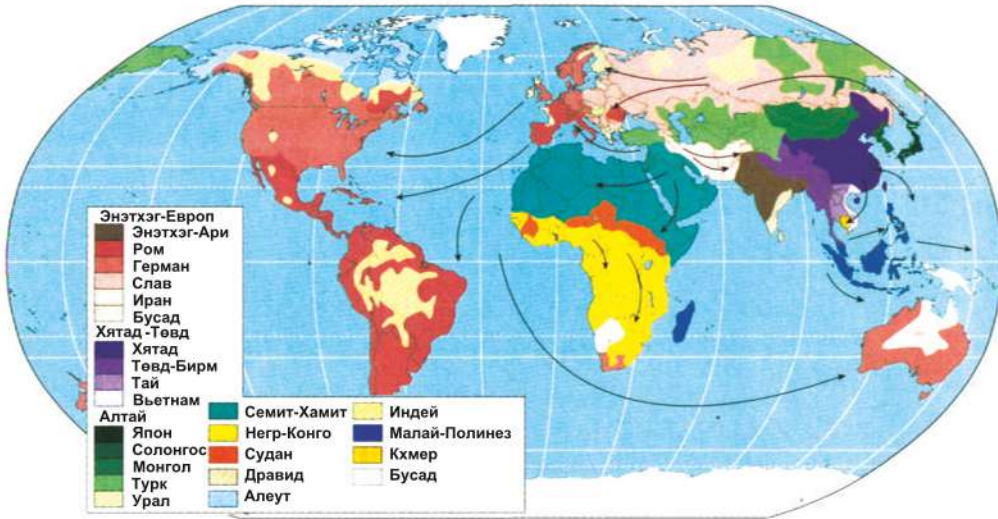 Энэтхэг-Европ
Энэтхэг-Ари
Ром
Герман
Слав
Иран
Бусад
Хятад -Төвд
Хятад
Төвд-Бирм
Тай
Вьетнам
Алтай
Япон
Солонгос
Монгол
Турк
Урал
Семит-Хамит
Негр-Конго
Судан
Дравид
Алеут
Индей
Малай-Полинез
Кхмер
Бусад